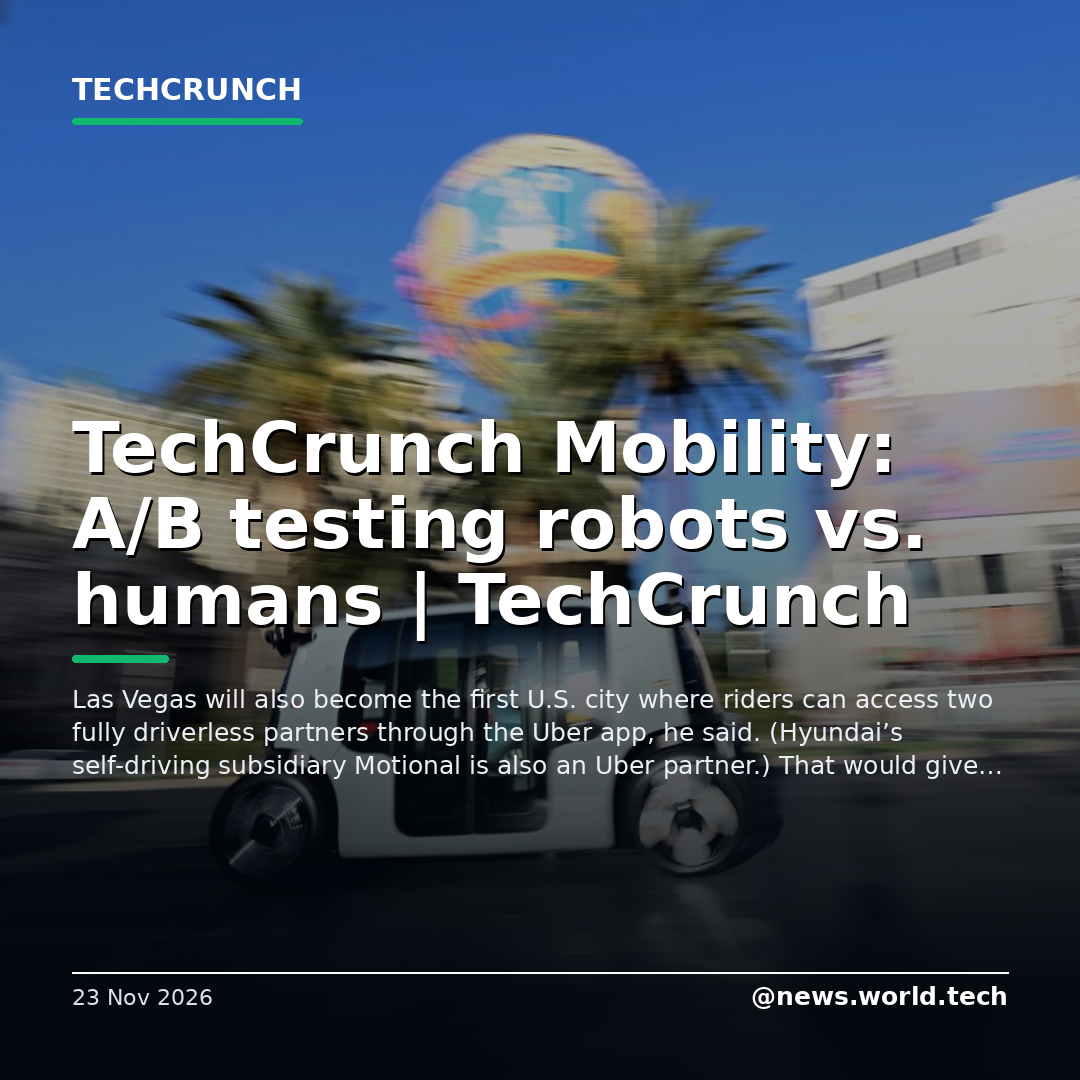 TECHCRUNCH
TechCrunch Mobility:
A/B testing robots vs.
humans | TechCrunch
Las Vegas will also become the first U.S. city where riders can access two
fully driverless partners through the Uber app, he said. (Hyundai’s
self-driving subsidiary Motional is also an Uber partner.) That would give…
23 Nov 2026
@news.world.tech